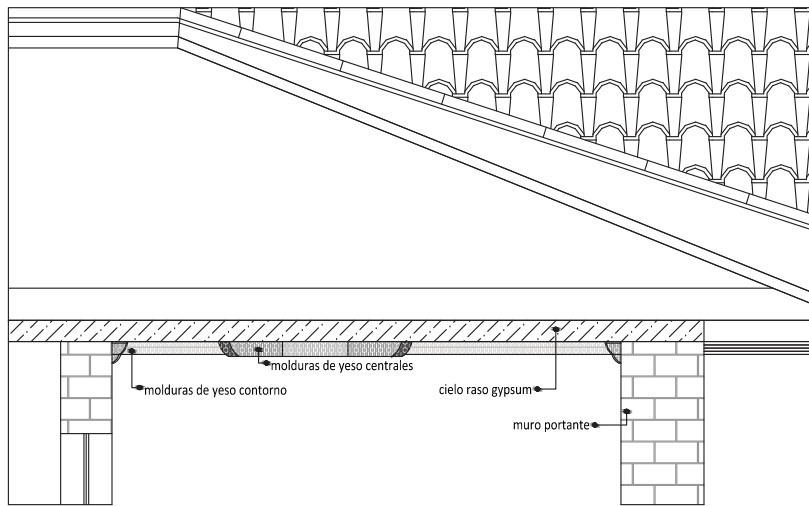 molduras de yeso centrales
molduras de yeso contorno
cielo raso gypsum
muro portante